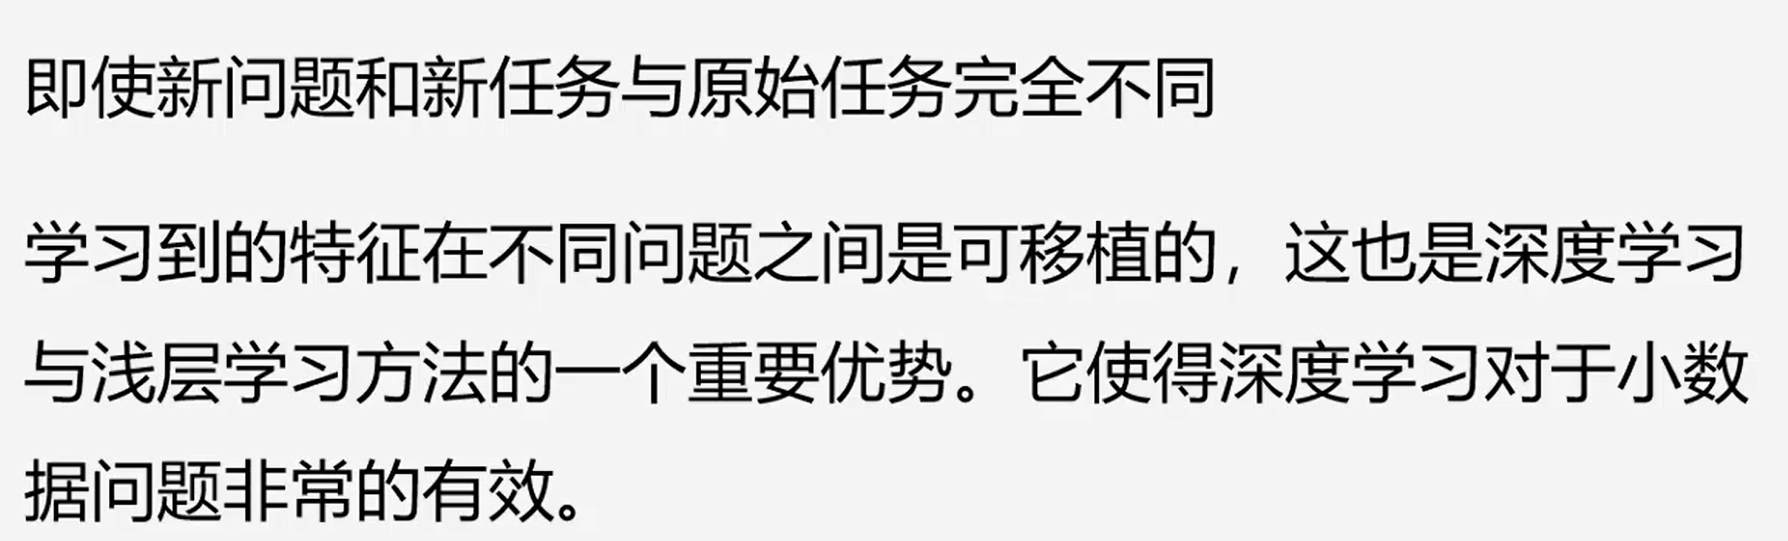 即使新问题和新任务与原始任务完全不同
学习到的特征在不同问题之间是可移植的，这也是深度学习
与浅层学习方法的一个重要优势。它使得深度学习对于小数
据问题非常的有效。